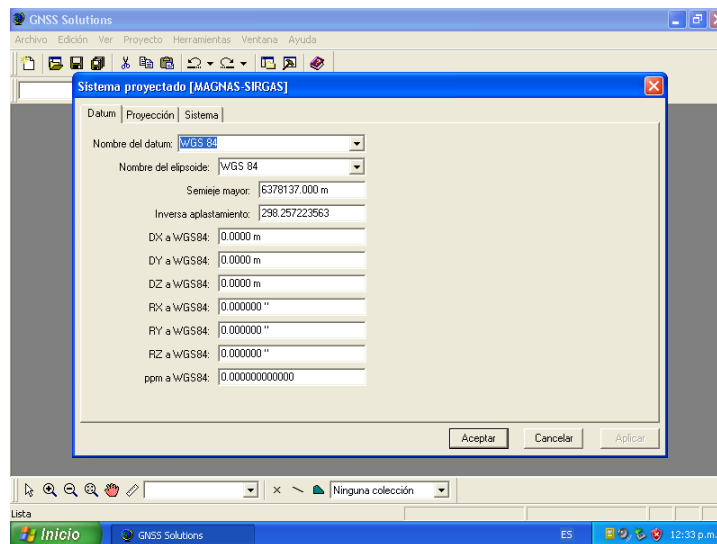 GNSS Solutions
Archivo Edición Ver Proyecto Herramientas Ventana Ayuda
Sistema proyectado [MAGNAS-SIRGAS]
Datum Proyección Sistema
Nombre del datum: WGS 84
Nombre del elipsoide: WGS 84
Semieje mayor: 6378137.000 m
Inversa aplastamiento: 298.257223563
DX a WGS84: 0.0000 m
DY a WGS84: 0.0000 m
DZ a WGS84: 0.0000 m
RX a WGS84: 0.000000 "
RY a WGS84: 0.000000 "
RZ a WGS84: 0.000000 "
ppm a WGS84: 0.000000000000
Aceptar Cancelar Aplicar
Ninguna colección
Lista
Inicio GNSS Solutions ES 12:33 p.m.